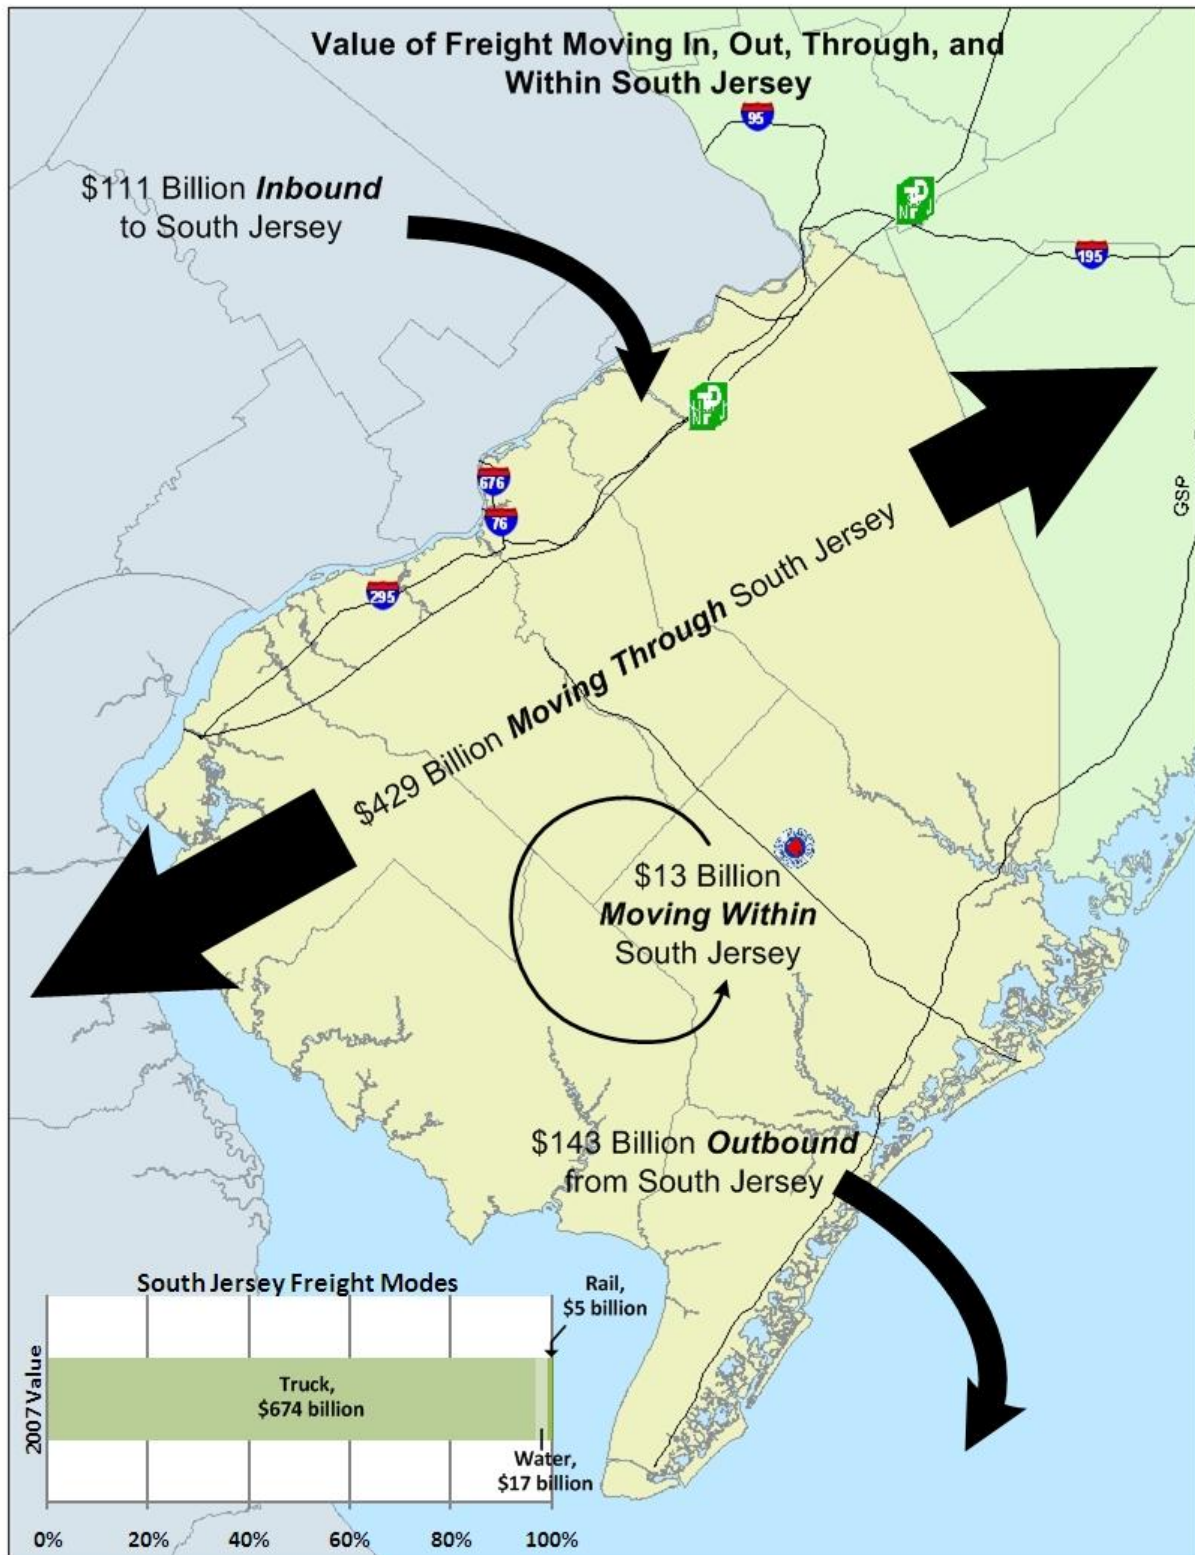 Value of Freight Moving In, Out, Through, and
Within South Jersey
95
$111 Billion Inbound
to South Jersey
195
676
76
GSP
295
$429 Billion Moving Through South Jersey
$13 Billion
Moving Within
South Jersey
$143 Billion Outbound
from South Jersey
South Jersey Freight Modes
Rail,
$5 billion
2007 Value
Truck,
$674 billion
Water,
$17 billion
0% 20% 40% 60% 80% 100%